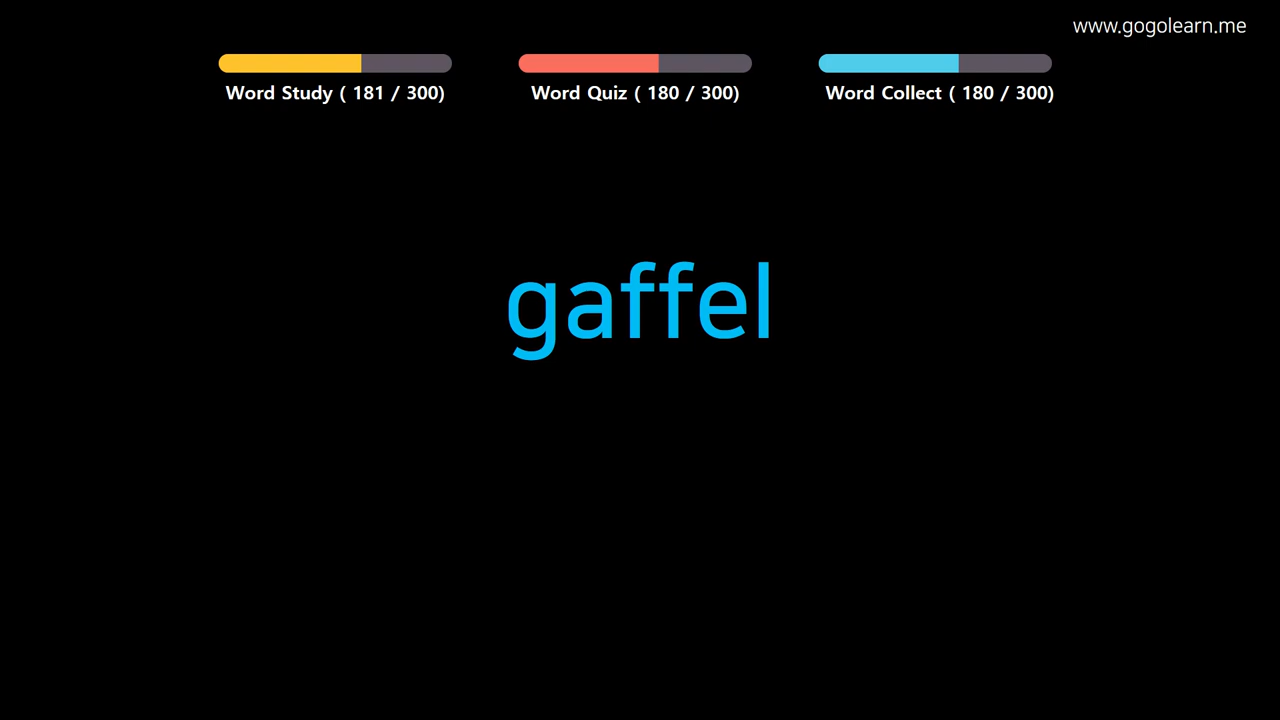 www.gogolearn.me
Word Study ( 181 / 300)
Word Quiz ( 180 / 300)
Word Collect ( 180 / 300)
gaffel